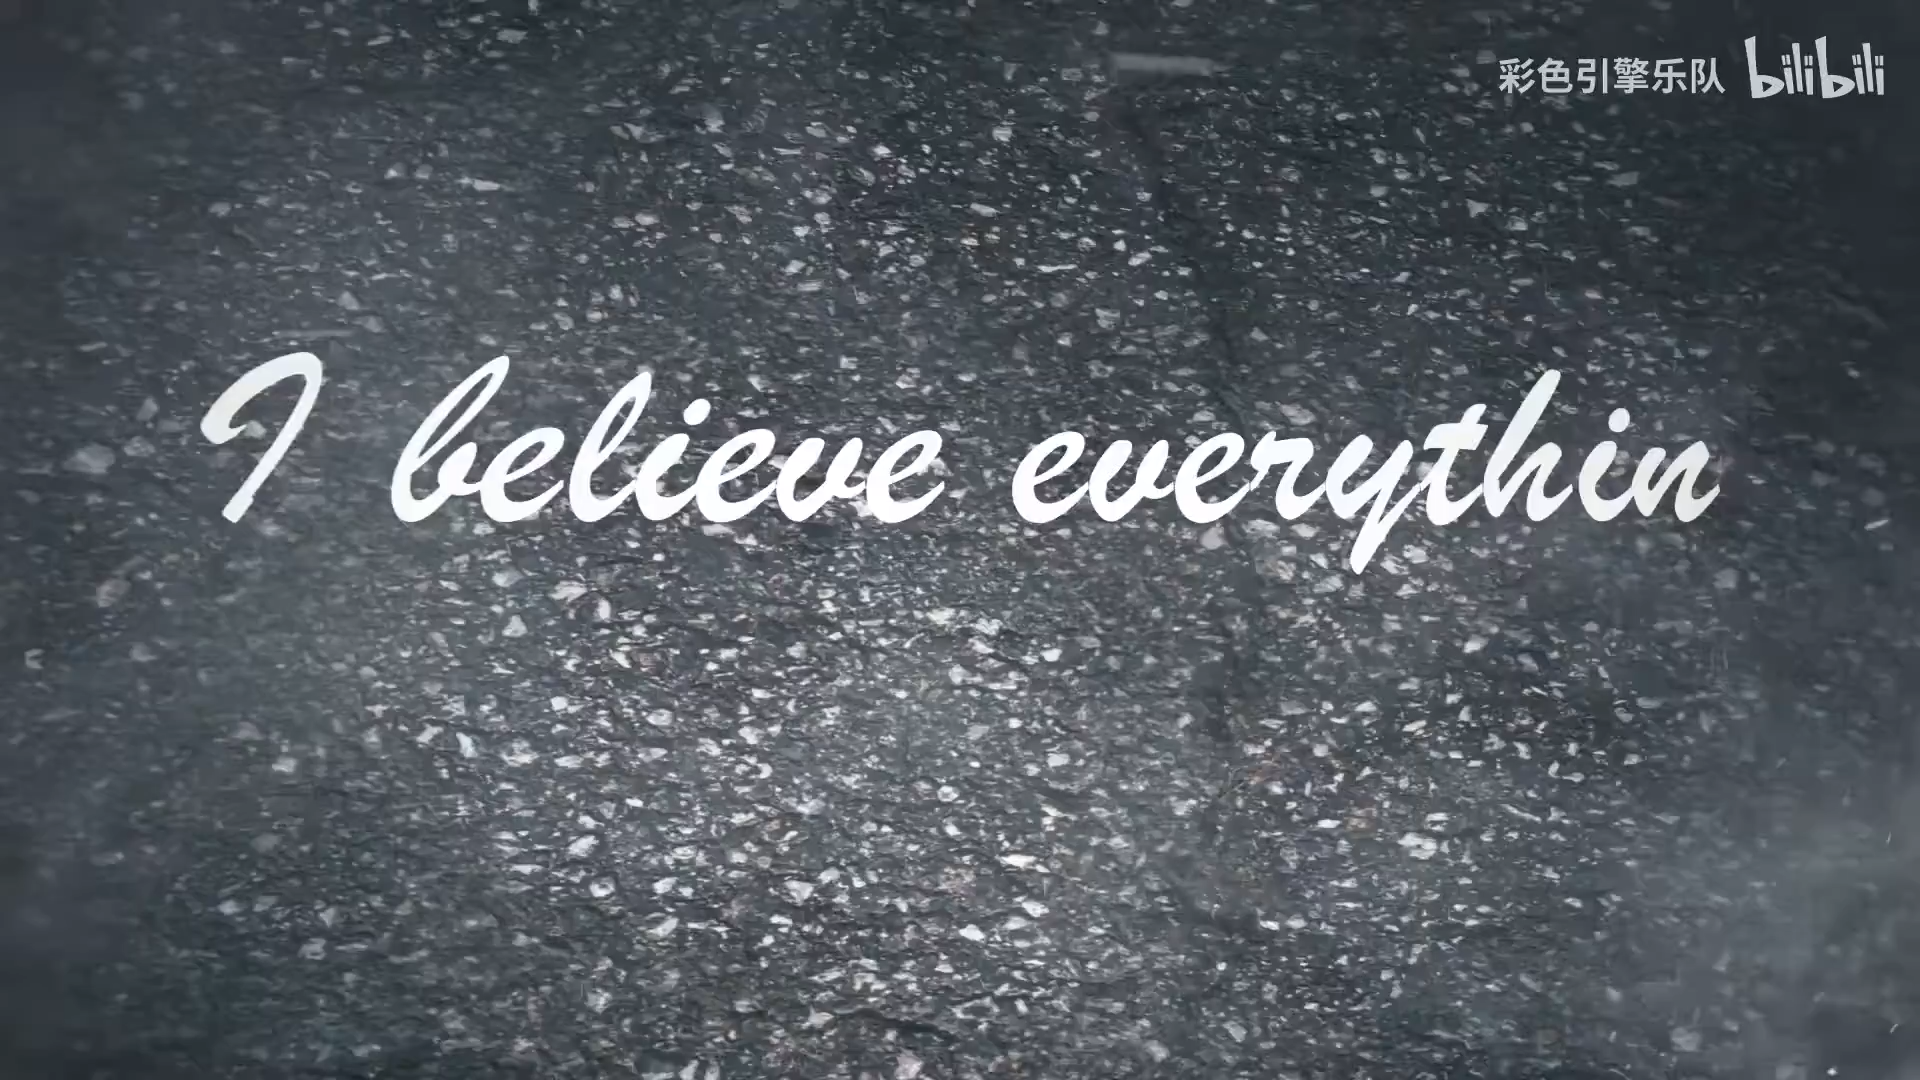 彩色引擎乐队 bilibili
I believe everythin